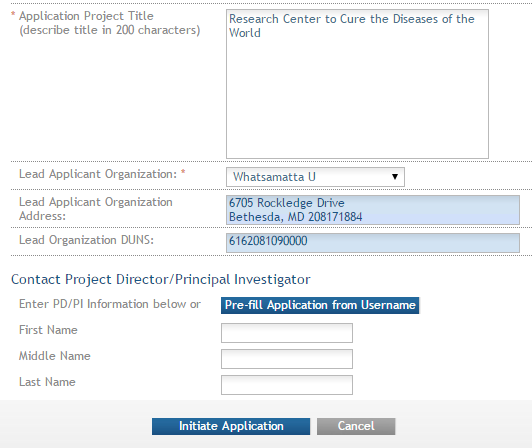 * Application Project Title
(describe title in 200 characters)
Research Center to Cure the Diseases of the
World
Lead Applicant Organization: *
Whatsamatta U
Lead Applicant Organization
Address:
6705 Rockledge Drive
Bethesda, MD 208171884
Lead Organization DUNS:
6162081090000
Contact Project Director/Principal Investigator
Enter PD/PI Information below or
Pre-fill Application from Username
First Name
Middle Name
Last Name
Initiate Application
Cancel